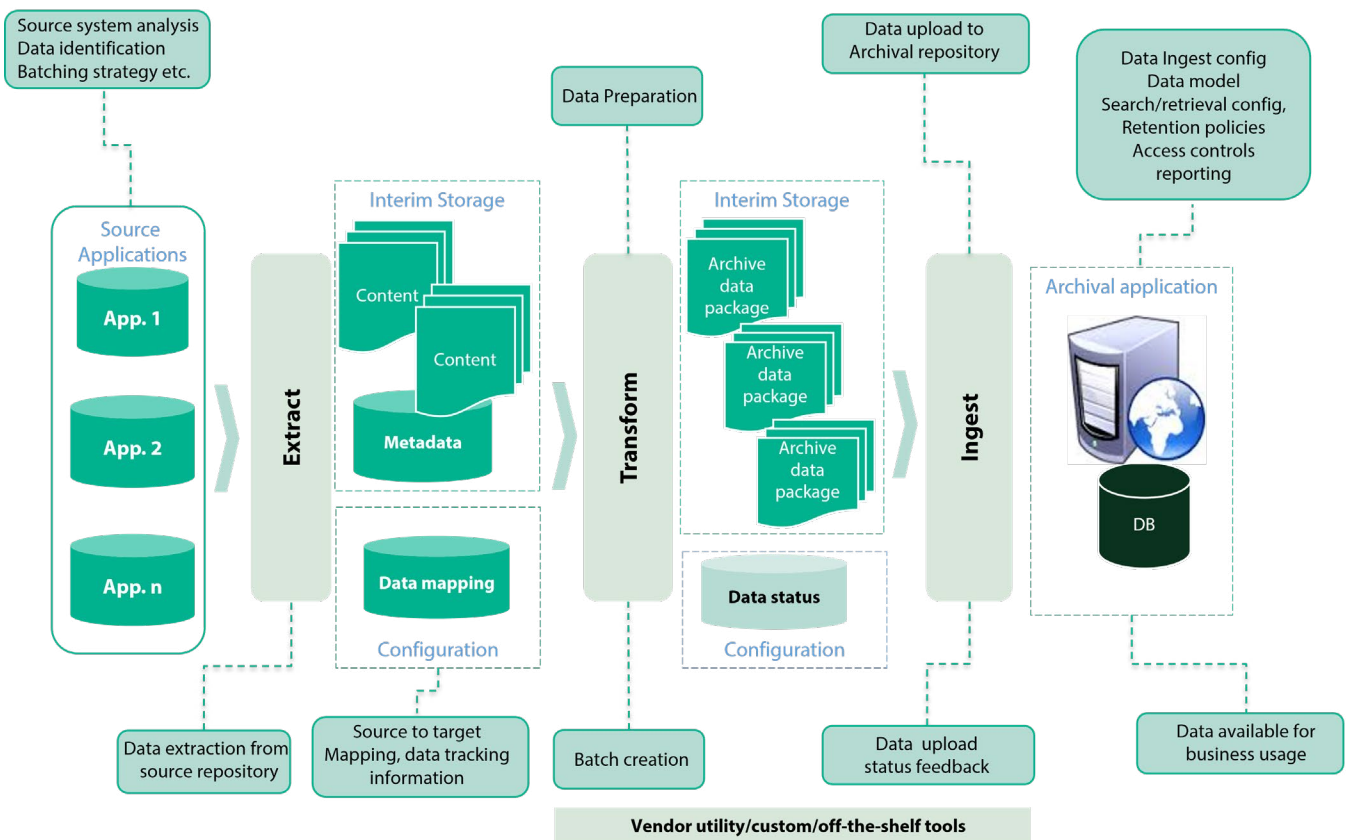 Source system analysis
Data identification
Batching strategy etc.
Data Preparation
Data upload to
Archival repository
Data Ingest config
Data model
Search/retrieval config,
Retention policies
Access controls
reporting
Source
Applications
App. 1
App. 2
App. n
Extract
Interim Storage
Content
Content
Metadata
Data mapping
Configuration
Transform
Interim Storage
Archive
data
package
Archive
data
package
Archive
data
package
Data status
Configuration
Ingest
Archival application
DB
Data extraction from
source repository
Source to target
Mapping, data tracking
information
Batch creation
Data upload
status feedback
Data available for
business usage
Vendor utility/custom/off-the-shelf tools